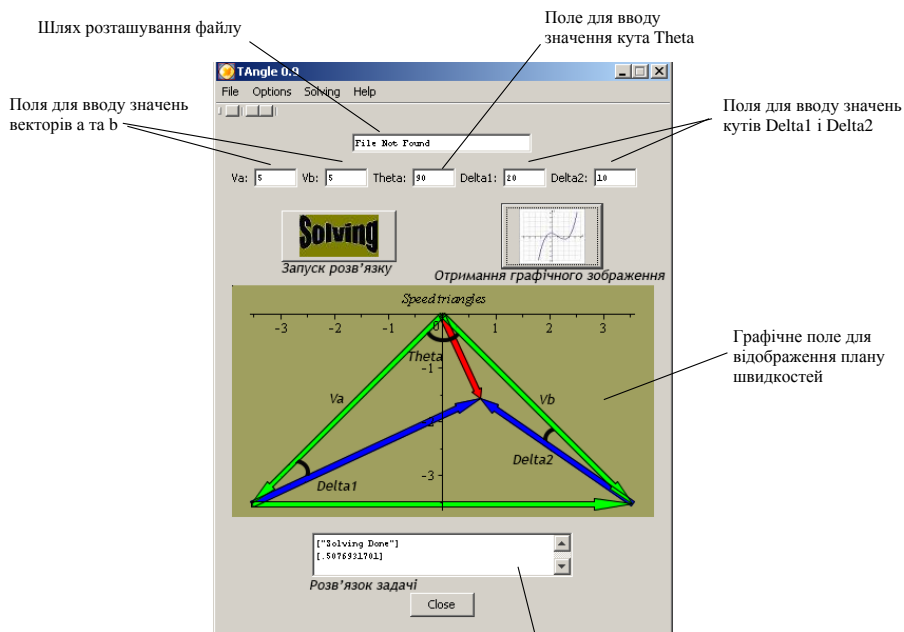 Шлях розташування файлу
Поле для вводу
значення кута Theta
Поля для вводу значень
векторів a та b
Поля для вводу значень
кутів Delta1 і Delta2
TAngle 0.9
File Options Solving Help
File Not Found
Va: 5 Vb: 5 Theta: 90 Delta1: 20 Delta2: 10
Solving
Запуск розв'язку
Отримання графічного зображення
Speed triangles
-3 -2 -1 0 1 2 3
Theta
-1
Va
Vb
-2
Delta2
-3
Delta1
Графічне поле для
відображення плану
швидкостей
["Solving Done"]
[.5076931701]
Розв'язок задачі
Close